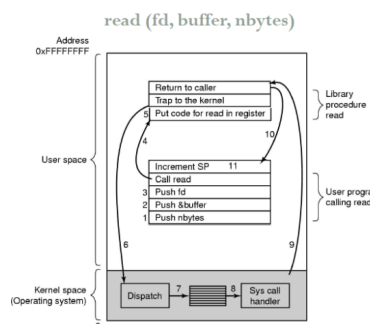 read (fd, buffer, nbytes)
Address
0xFFFFFFFF
Return to caller
Trap to the kernel
5 Put code for read in register
Library
procedure
read
4
10
User space
Increment SP 11
Call read
3 Push fd
2 Push &buffer
1 Push nbytes
User progra
calling read
6
9
Kernel space
(Operating system)
Dispatch
7
8
Sys call
handler